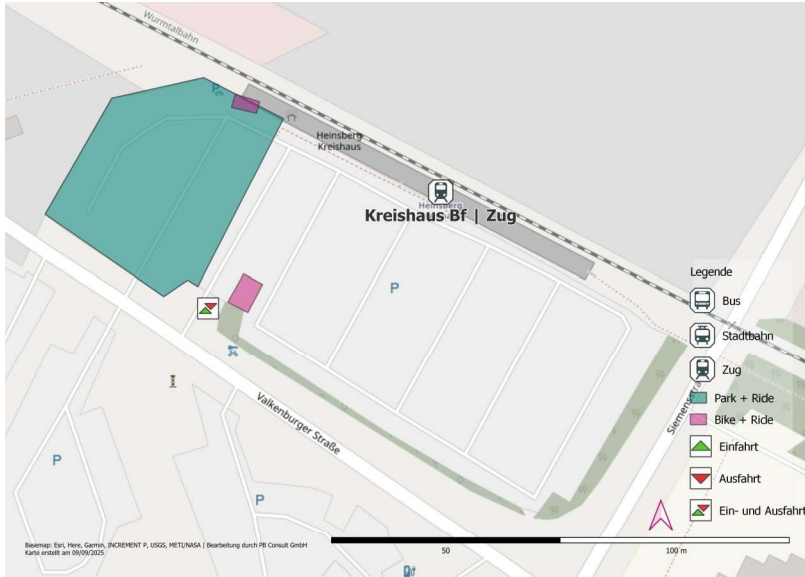 Wurmtalbahn
P
Heinsberg
Kreishaus
Heinsberg
Kreishaus Bf | Zug
P
Valkenburger Straße
P
P
Legende
Bus
Stadtbahn
Zug
Park + Ride
Bike + Ride
Einfahrt
Ausfahrt
Ein- und Ausfahrt
Basemap: Esri, Here, Garmin, INCREMENT P, USGS, METI/NASA | Bearbeitung durch PB Consult GmbH
Karte erstellt am 09/09/2025
50
100 m